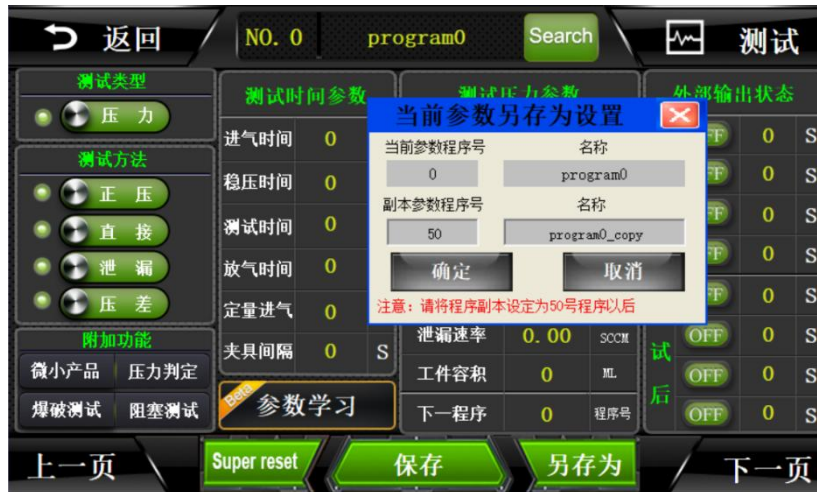 返回
NO. 0
program0
Search
测试
测试类型
压 力
测试方法
正 压
直 接
泄 漏
压 差
附加功能
微小产品
压力判定
爆破测试
阻塞测试
测试时间参数
进气时间 0
稳压时间 0
测试时间 0
放气时间 0
定量进气 0
夹具间隔 0 S
Beta
参数学习
测试压力参数
当前参数另存为设置
当前参数程序号 名称
0 program0
副本参数程序号 名称
50 program0_copy
确定 取消
注意：请将程序副本设定为50号程序以后
泄漏速率 0.00 SCCM
工件容积 0 ML
下一程序 0 程序号
外部输出状态
0 S
0 S
0 S
0 S
0 S
试后
OFF 0 S
OFF 0 S
OFF 0 S
上一页
Super reset
保存
另存为
下一页